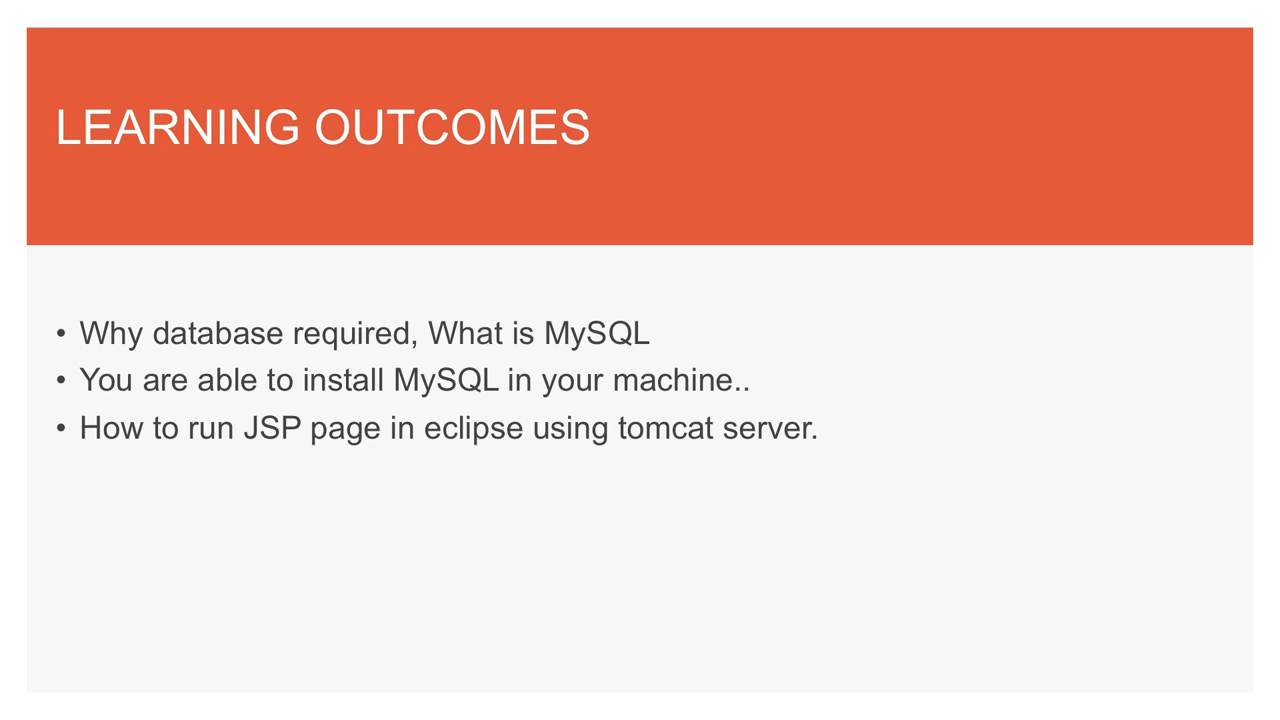 LEARNING OUTCOMES
• Why database required, What is MySQL
• You are able to install MySQL in your machine..
• How to run JSP page in eclipse using tomcat server.